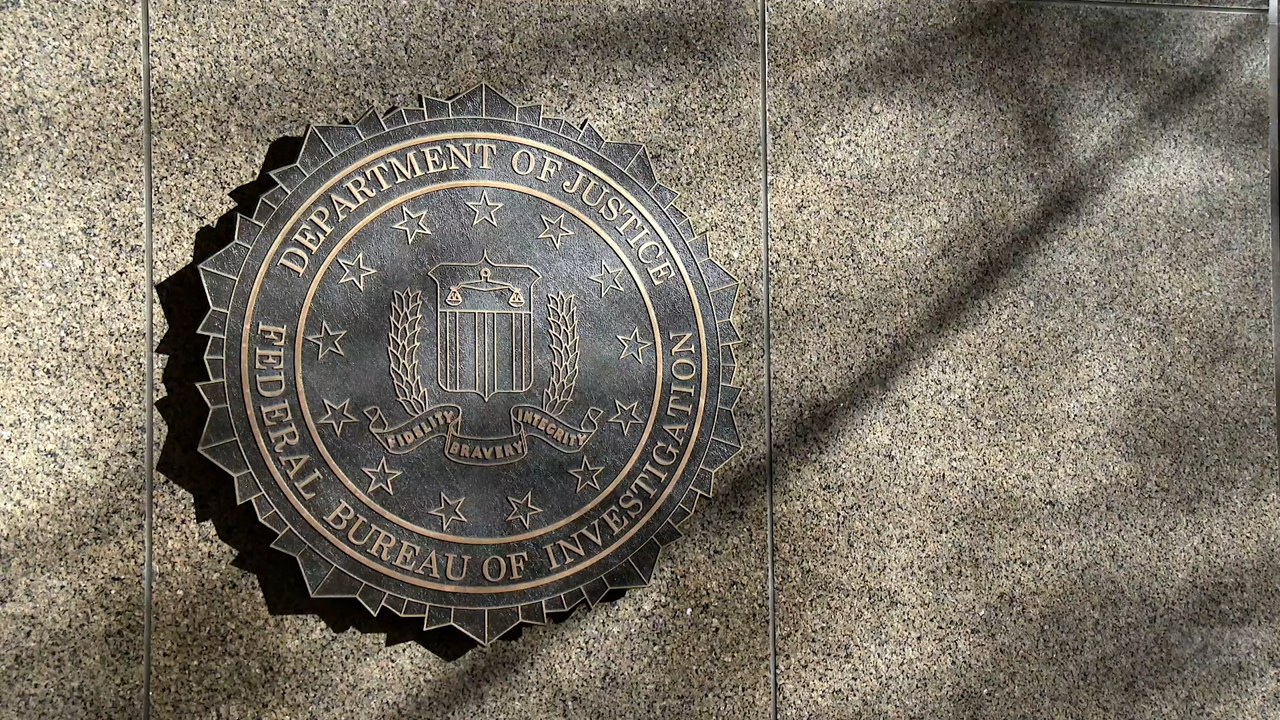 DEPARTMENT OF JUSTICE
FEDERAL BUREAU OF INVESTIGATION
FIDELITY
BRAVERY
INTEGRITY